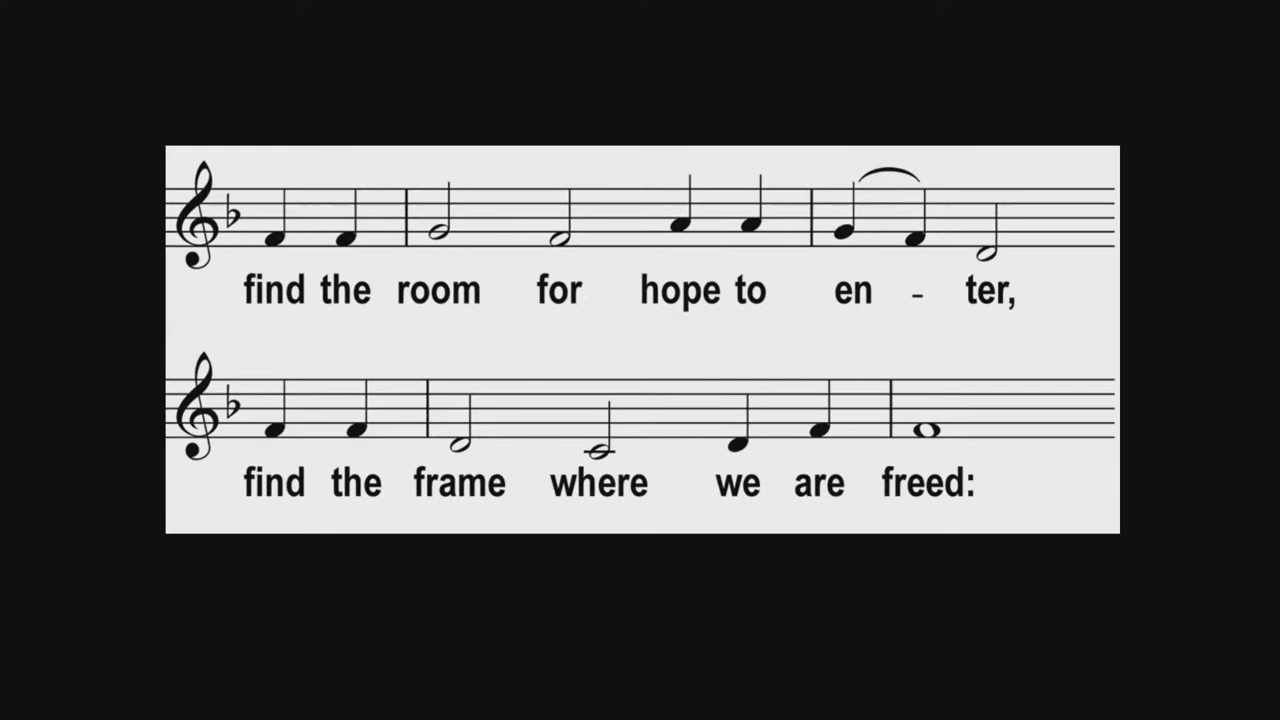 find the room for hope to en - ter,
find the frame where we are freed: